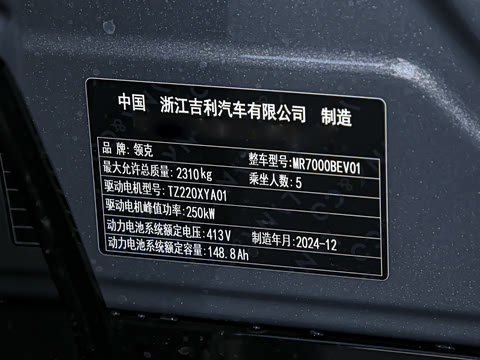 中国 浙江吉利汽车有限公司 制造
品 牌:领克 整车型号:MR7000BEV01
最大允许总质量:2310kg 乘坐人数:5
驱动电机型号:TZ220XYA01
驱动电机峰值功率:250kW
动力电池系统额定电压:413V 制造年月:2024-12
动力电池系统额定容量:148.8Ah